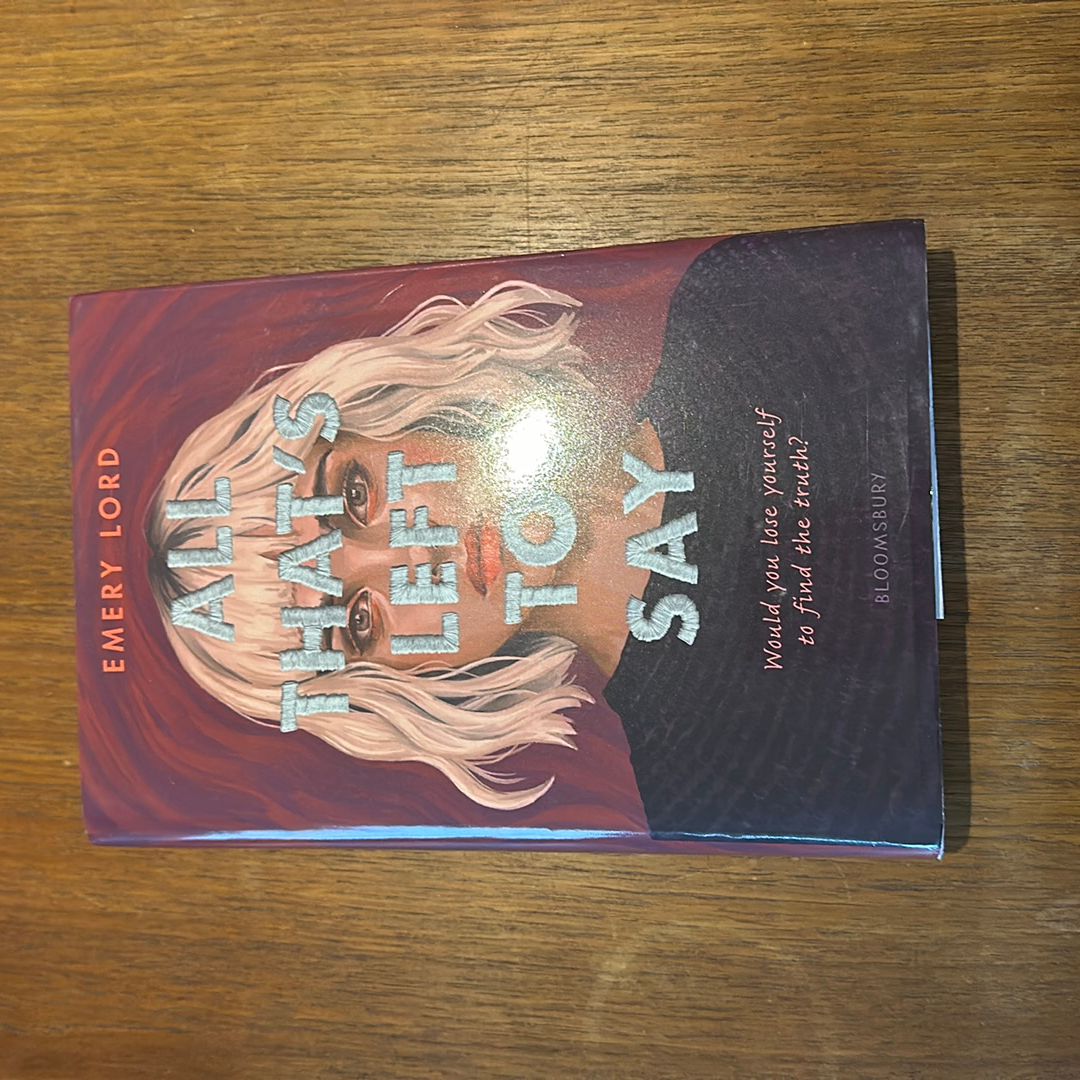 EMERY LORD
ALL
THAT'S
LEFT
TO
SAY
Would you lose yourself
to find the truth?
BLOOMSBURY